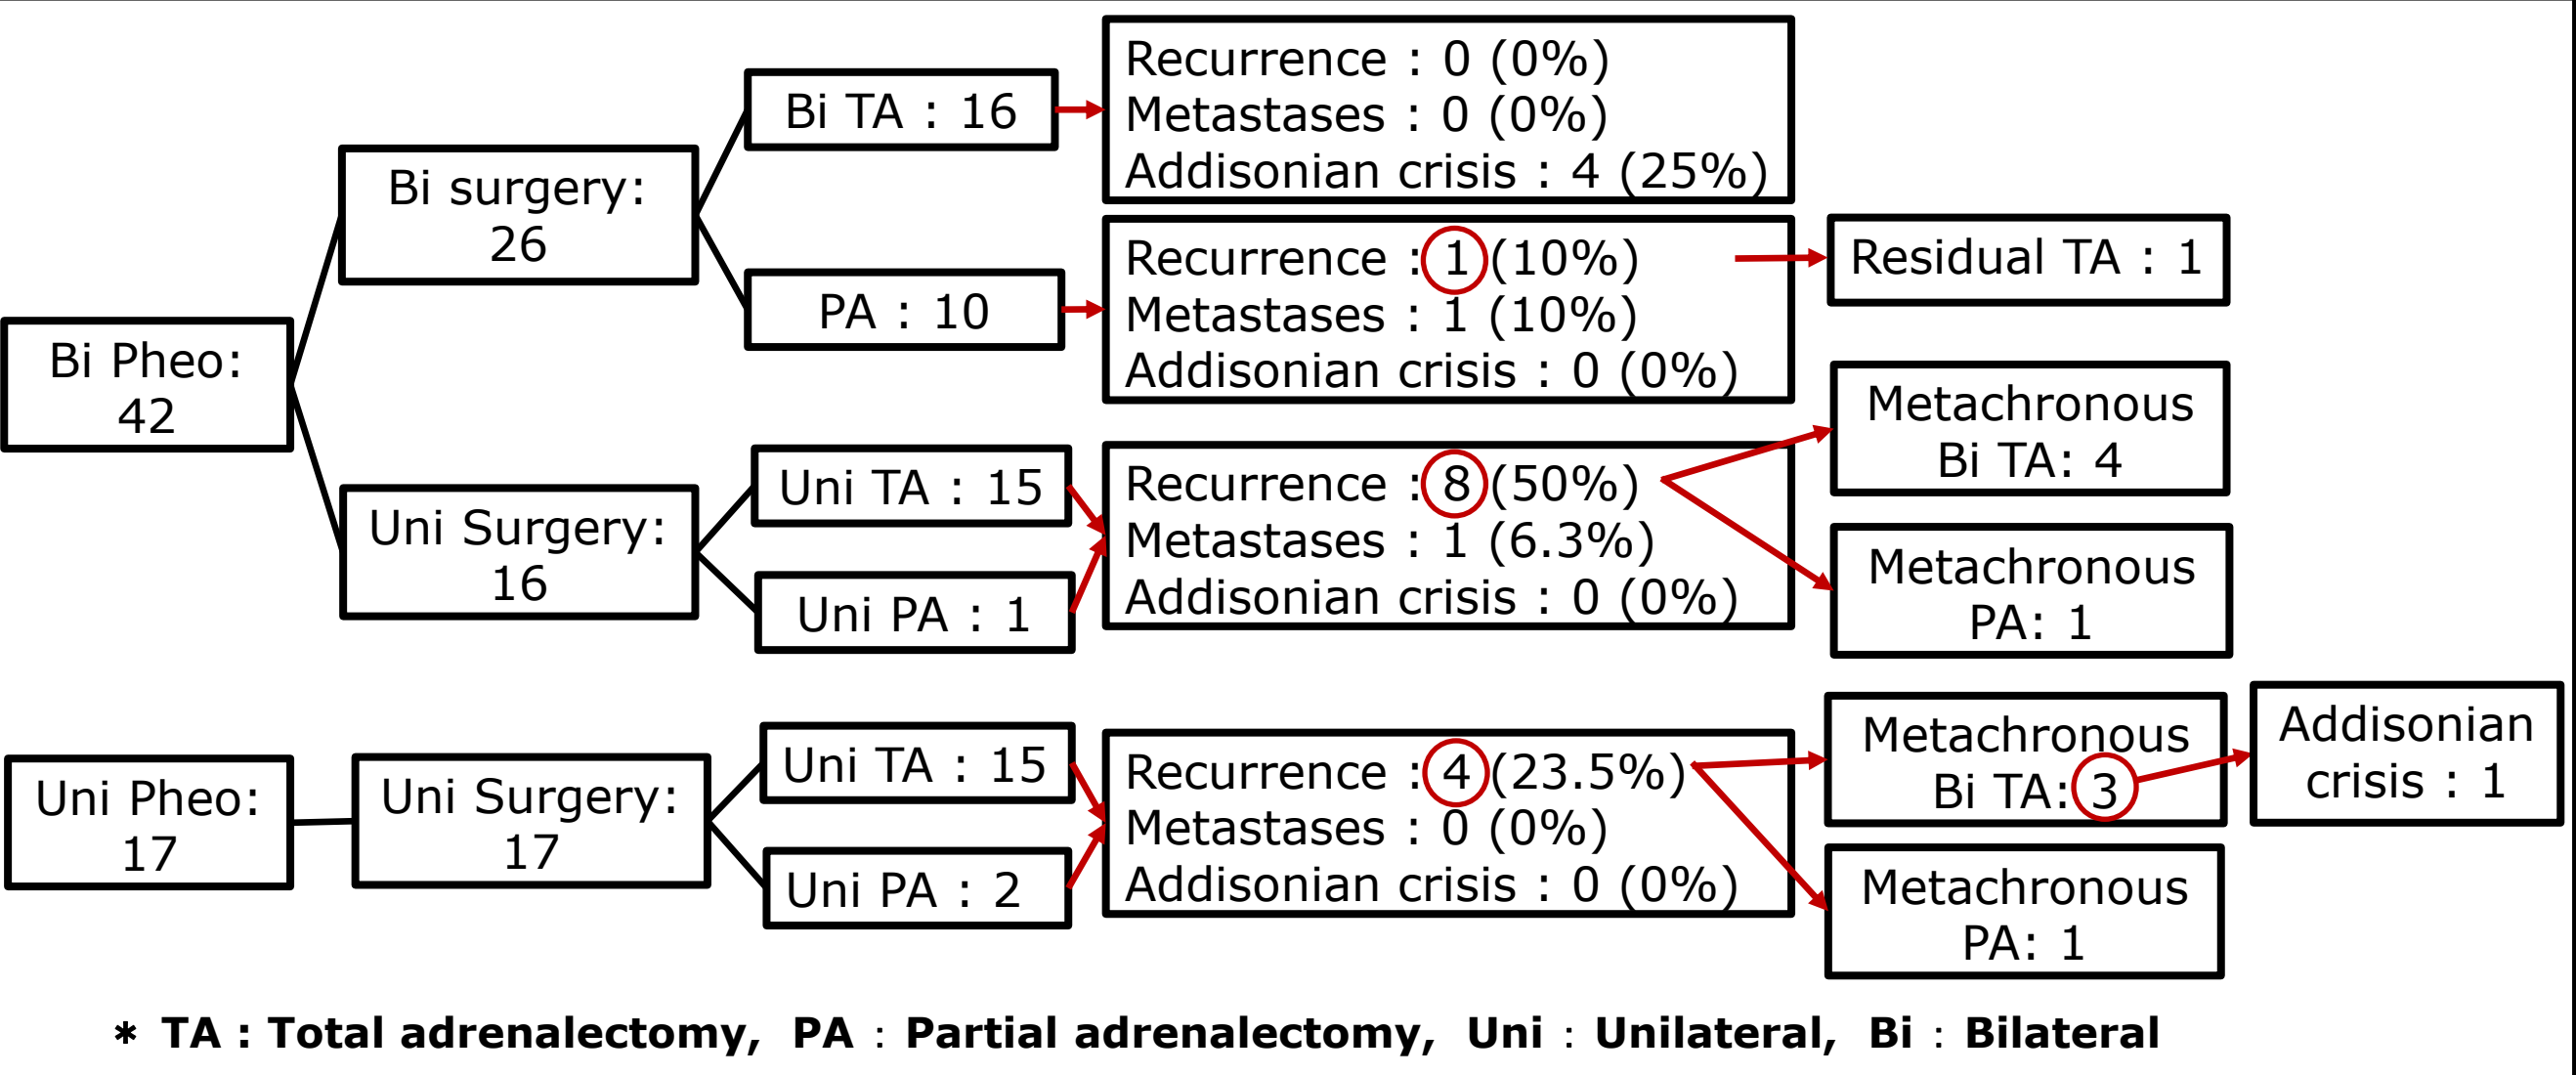 Bi Pheo:
42
Bi surgery:
26
Bi TA : 16
Recurrence : 0 (0%)
Metastases : 0 (0%)
Addisonian crisis : 4 (25%)
PA : 10
Recurrence : 1 (10%)
Metastases : 1 (10%)
Addisonian crisis : 0 (0%)
Residual TA : 1
Uni Surgery:
16
Uni TA : 15
Uni PA : 1
Recurrence : 8 (50%)
Metastases : 1 (6.3%)
Addisonian crisis : 0 (0%)
Metachronous
Bi TA: 4
Metachronous
PA: 1
Uni Pheo:
17
Uni Surgery:
17
Uni TA : 15
Uni PA : 2
Recurrence : 4 (23.5%)
Metastases : 0 (0%)
Addisonian crisis : 0 (0%)
Metachronous
Bi TA: 3
Addisonian
crisis : 1
Metachronous
PA: 1
* TA : Total adrenalectomy, PA : Partial adrenalectomy, Uni : Unilateral, Bi : Bilateral